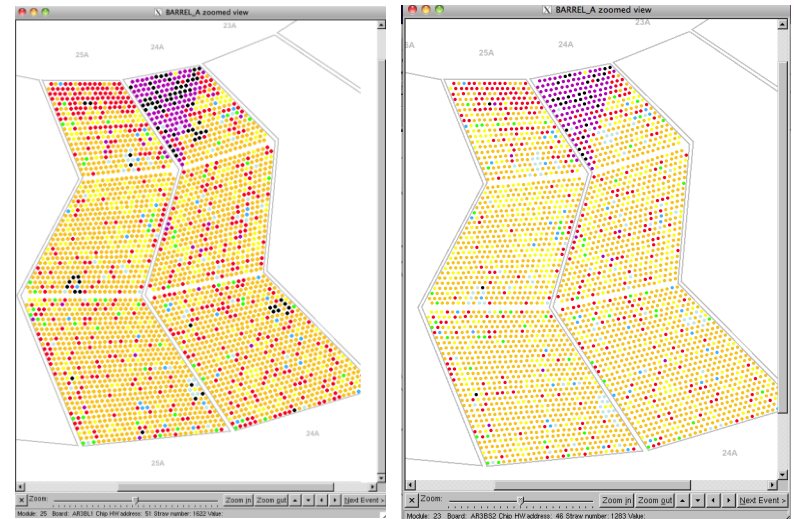 BARREL_A zoomed view
23A
24A
25A
24A
25A
Zoom:
Zoom in Zoom out Next Event >
Module: 25 Board: AR3BL1 Chip HW address: 51 Straw number: 1622 Value:
BARREL_A zoomed view
23A
24A
25A
24A
Zoom:
Zoom in Zoom out Next Event >
Module: 23 Board: AR3BS2 Chip HW address: 46 Straw number: 1283 Value: